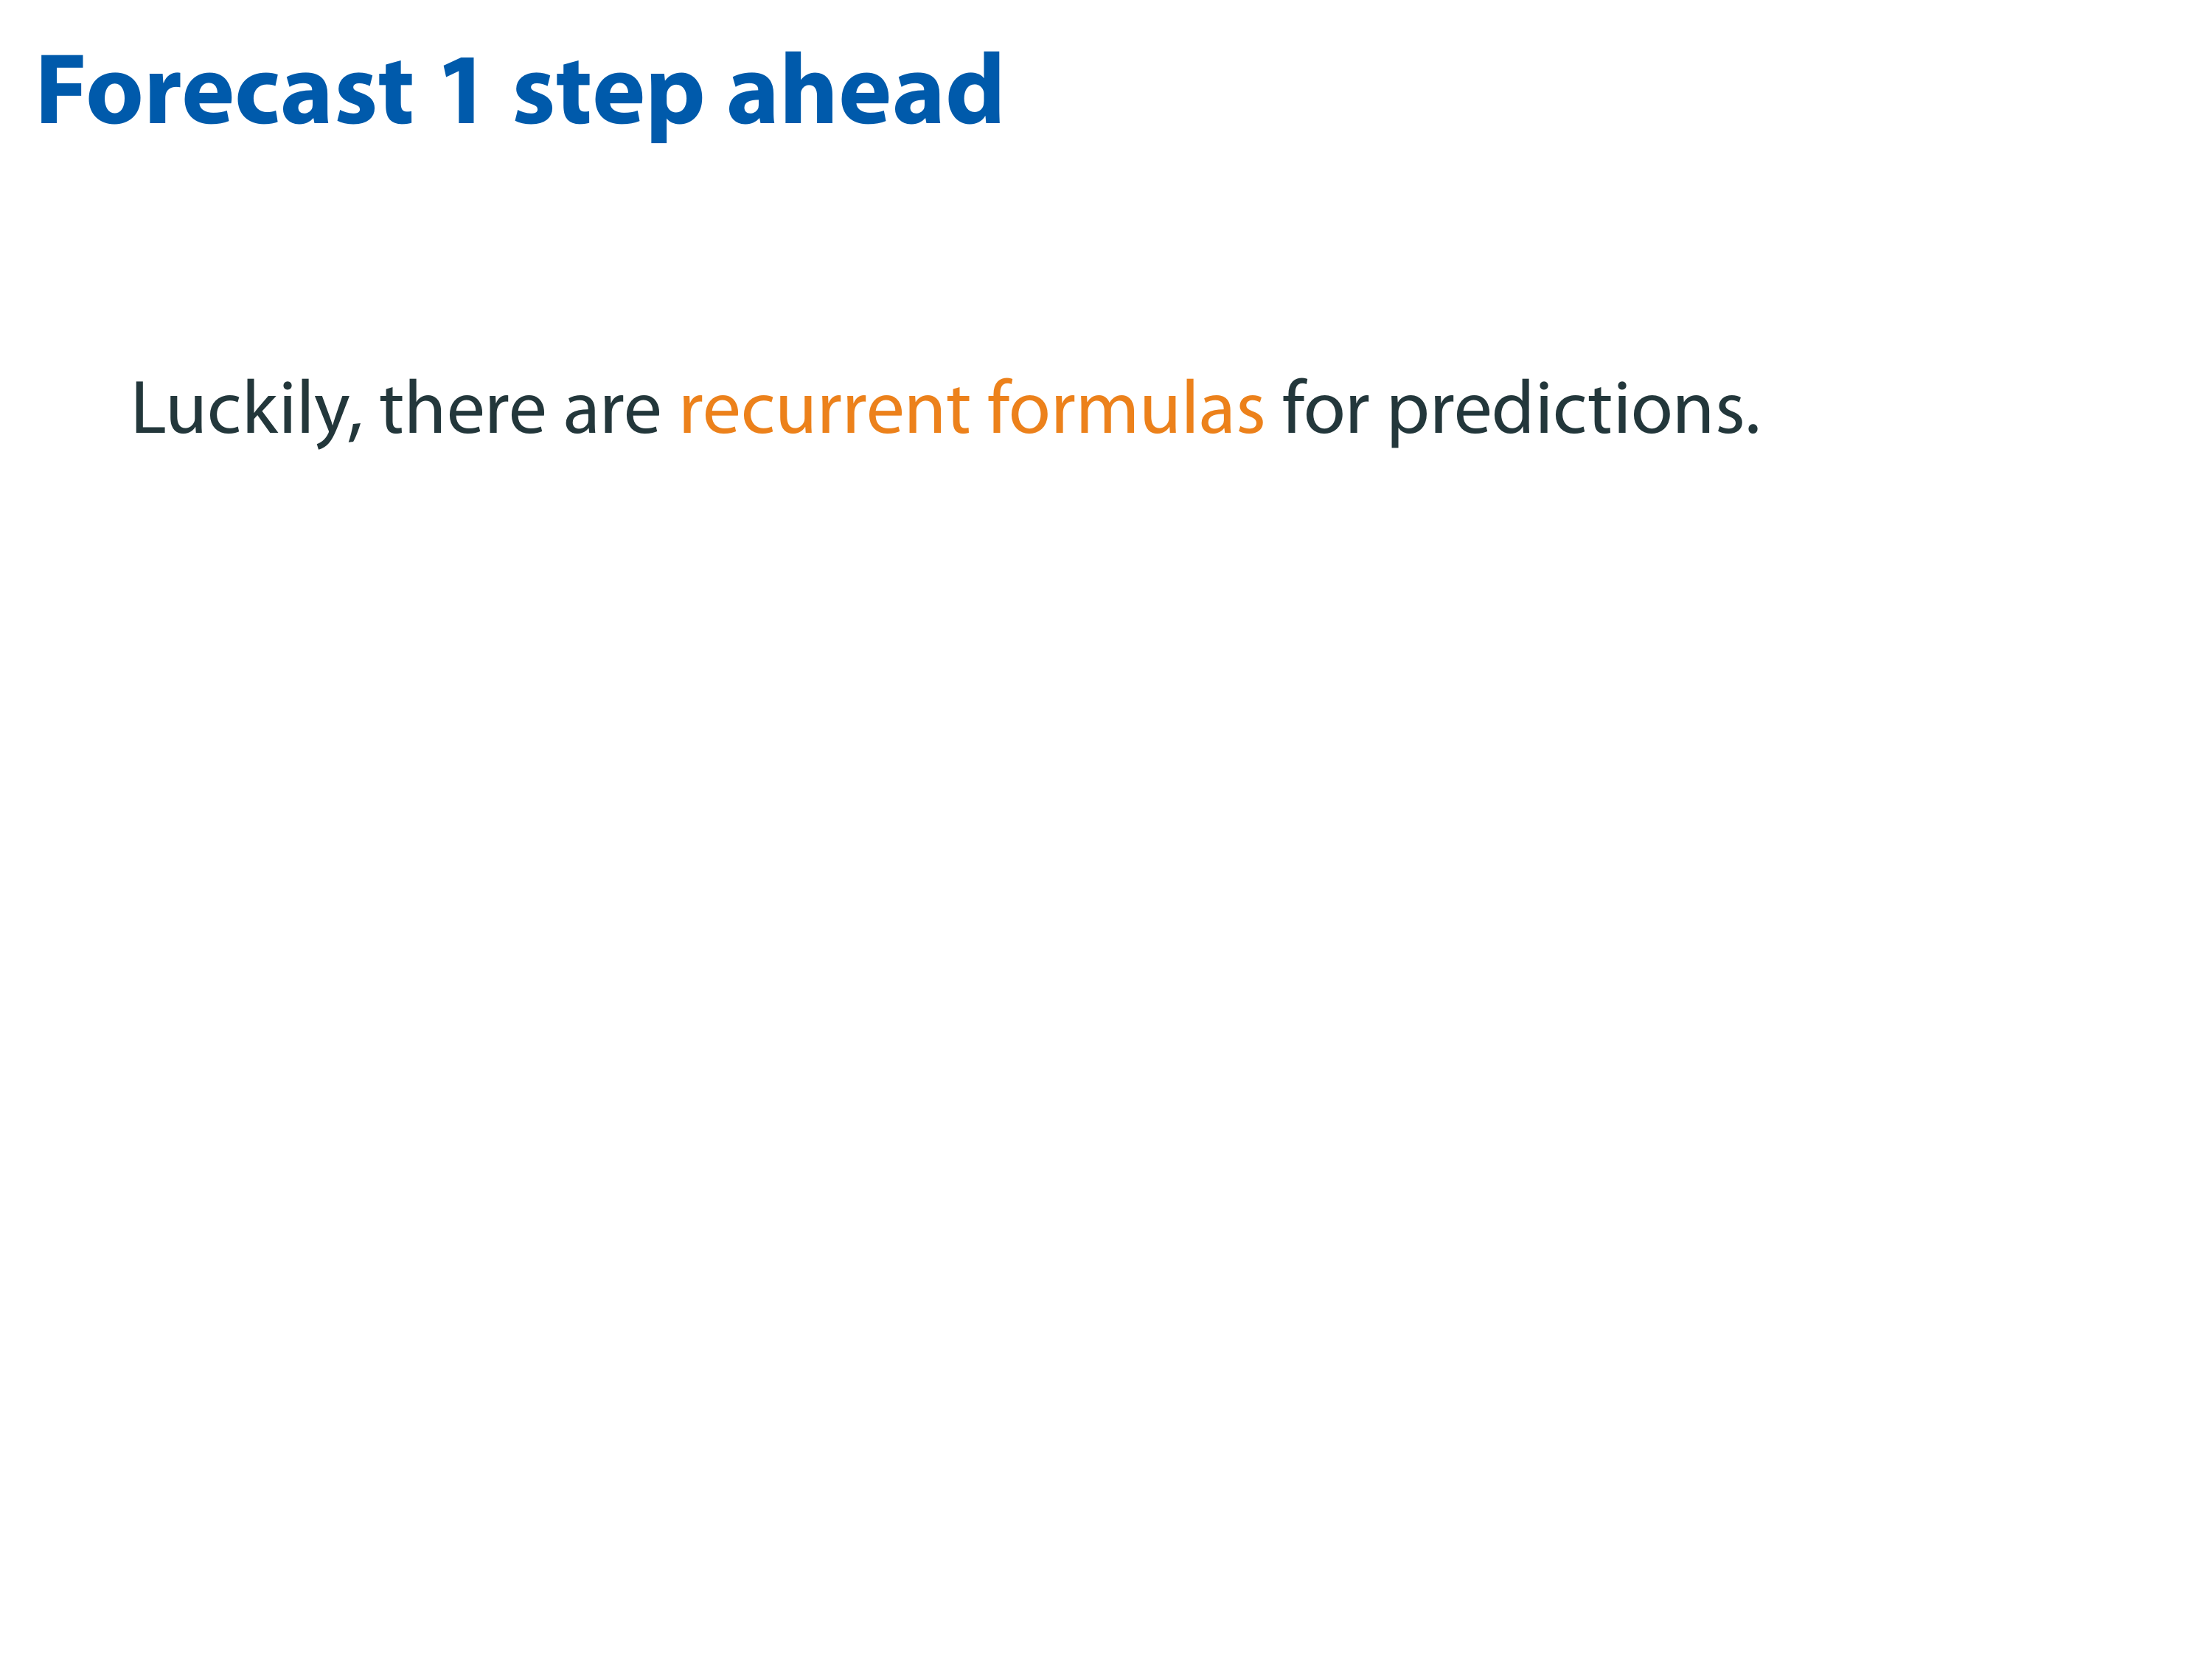 Forecast 1 step ahead
Luckily, there are recurrent formulas for predictions.